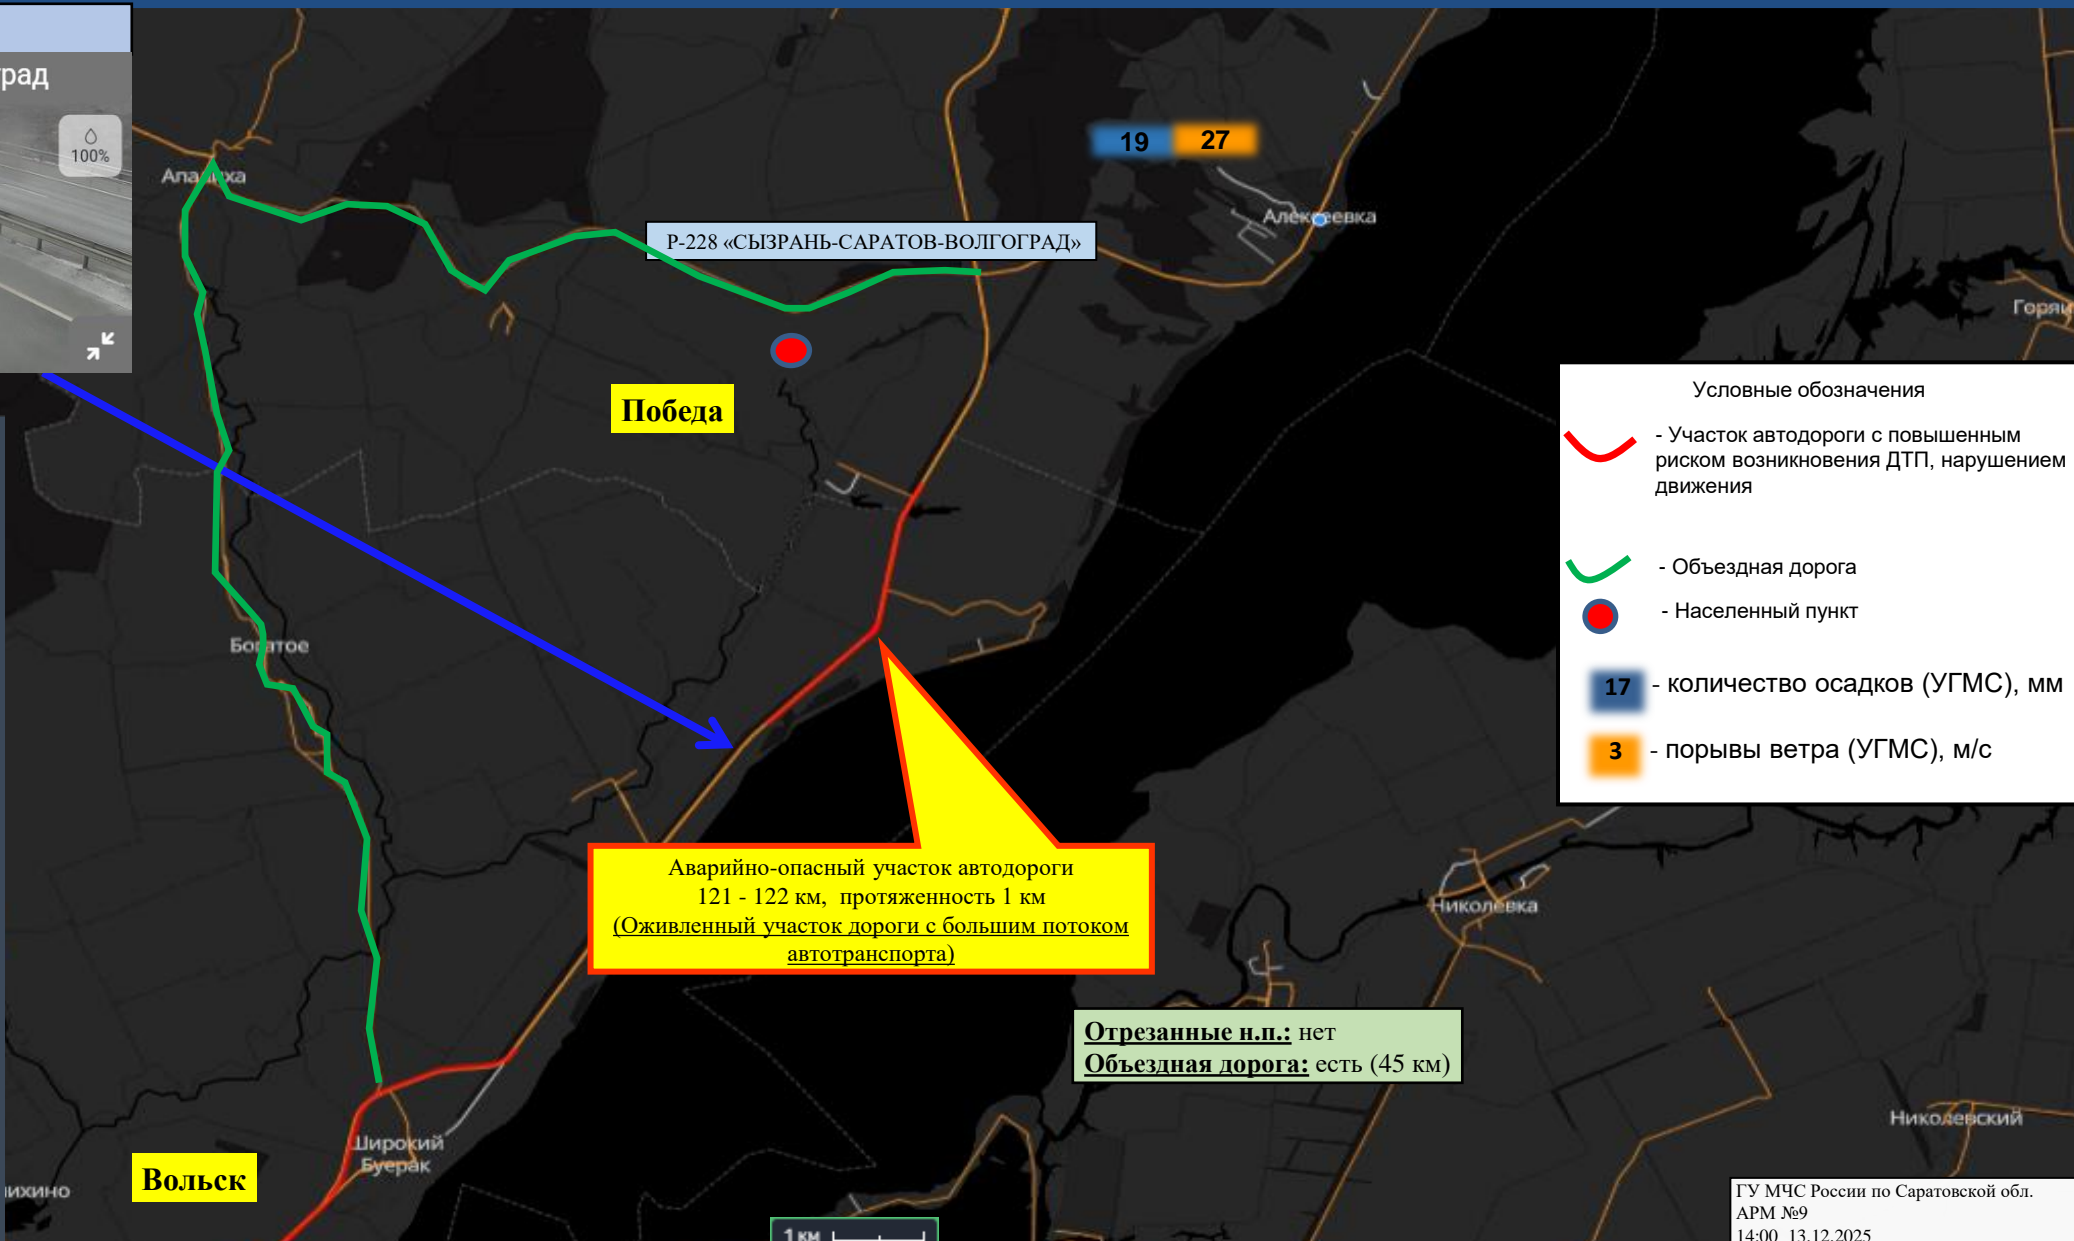 рад
100%
Апалиха
19 27
Алексеевка
Р-228 «СЫЗРАНЬ-САРАТОВ-ВОЛГОГРАД»
Победа
Условные обозначения
- Участок автодороги с повышенным
риском возникновения ДТП, нарушением
движения
- Объездная дорога
- Населенный пункт
17 - количество осадков (УГМС), мм
3 - порывы ветра (УГМС), м/с
Богатое
Аварийно-опасный участок автодороги
121 - 122 км, протяженность 1 км
(Оживленный участок дороги с большим потоком
автотранспорта)
Николевка
Отрезанные н.п.: нет
Объездная дорога: есть (45 км)
Николевский
Широкий
Буерак
Вольск
ихино
1 км
ГУ МЧС России по Саратовской обл.
АРМ №9
14:00 13.12.2025